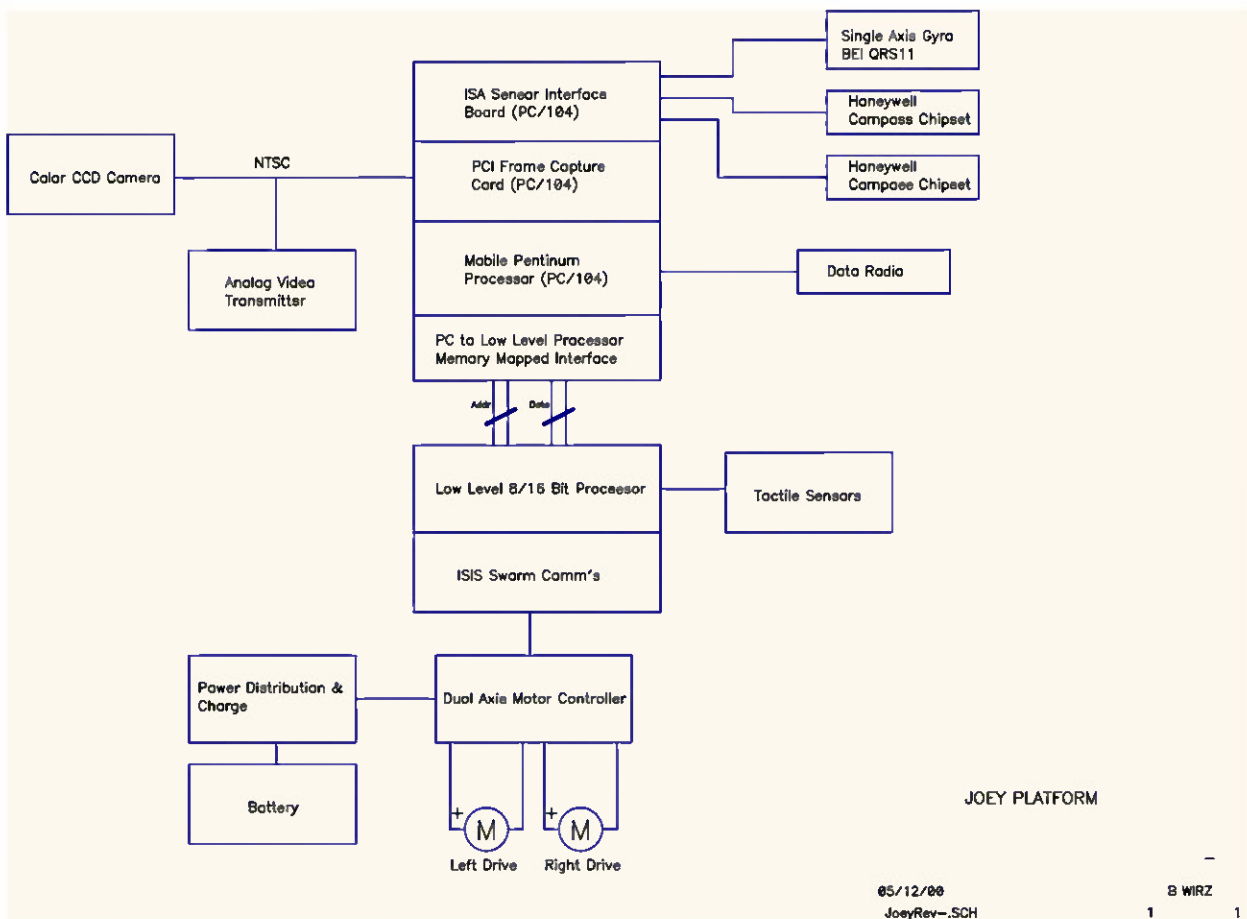 Single Axis Gyro
BEI QRS11
ISA Sensor Interface
Board (PC/104)
Honeywell
Compass Chipset
NTSC
Color CCD Camera
PCI Frame Capture
Card (PC/104)
Honeywell
Compass Chipset
Mobile Pentinum
Processor (PC/104)
Data Radio
Analog Video
Transmitter
PC to Low Level Processor
Memory Mapped Interface
Addr
Data
Low Level 8/16 Bit Processor
Tactile Sensors
ISIS Swarm Comm's
Power Distribution &
Charge
Dual Axis Motor Controller
Battery
+
M
+
M
Left Drive
Right Drive
JOEY PLATFORM
-
05/12/00
B WIRZ
JoeyRev-.SCH
1
1